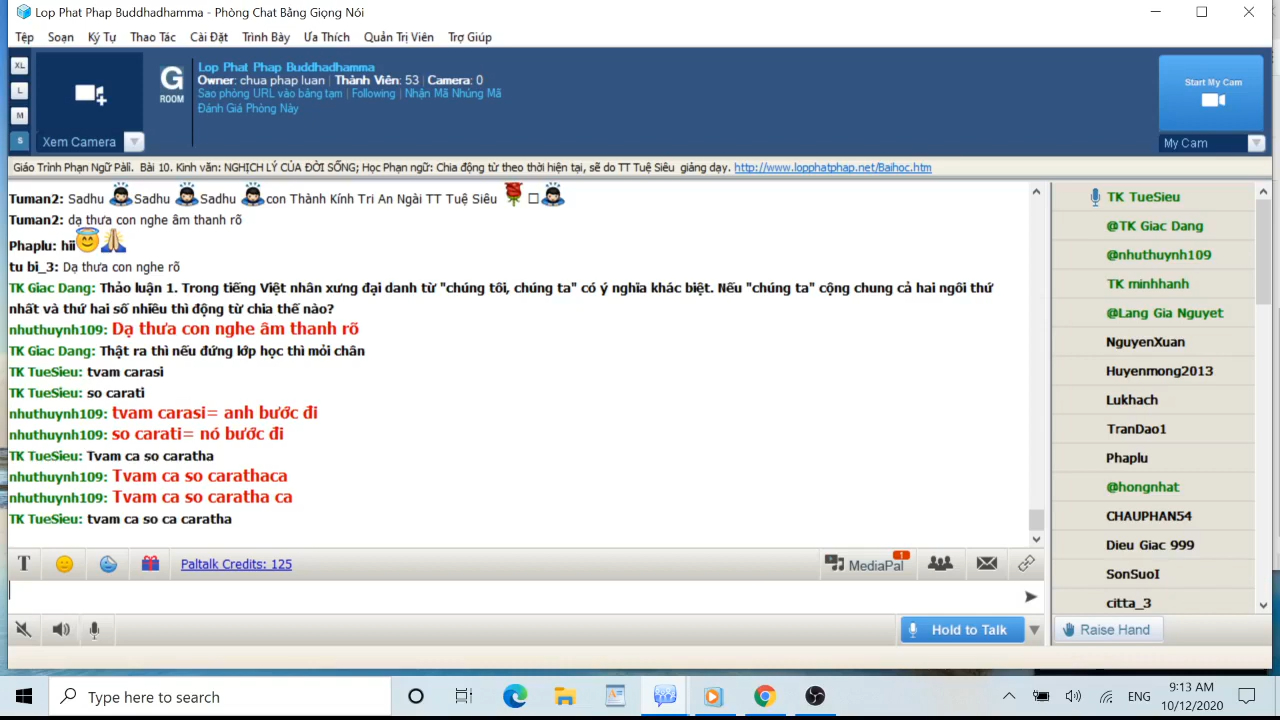 Lop Phat Phap Buddhadhamma - Phòng Chat Bằng Giọng Nói
Tệp Soạn Ký Tự Thao Tác Cài Đặt Trình Bày Ưa Thích Quản Trị Viên Trợ Giúp
XL
L
M
S
Xem Camera
G
ROOM
Lop Phat Phap Buddhadhamma
Owner: chua phap luan | Thành Viên: 53 | Camera: 0
Sao phòng URL vào bảng tạm | Following | Nhận Mã Nhúng Mã
Đánh Giá Phòng Này
Start My Cam
My Cam
Giáo Trình Phạn Ngữ Pàli. Bài 10. Kinh văn: NGHỊCH LÝ CỦA ĐỜI SỐNG; Học Phạn ngữ: Chia động từ theo thời hiện tại, sẽ do TT Tuệ Siêu giảng dạy. http://www.lopphatphap.net/Baihoc.htm
Tuman2: Sadhu Sadhu Sadhu con Thành Kính Tri An Ngài TT Tuệ Siêu
Tuman2: dạ thưa con nghe âm thanh rõ
Phaplu: hii
tu bi_3: Dạ thưa con nghe rõ
TK Giac Dang: Thảo luận 1. Trong tiếng Việt nhân xưng đại danh từ "chúng tôi, chúng ta" có ý nghĩa khác biệt. Nếu "chúng ta" cộng chung cả hai ngôi thứ
nhất và thứ hai số nhiều thì động từ chia thế nào?
nhuthuynh109: Dạ thưa con nghe âm thanh rõ
TK Giac Dang: Thật ra thì nếu đứng lớp học thì mỏi chân
TK TueSieu: tvam carasi
TK TueSieu: so carati
nhuthuynh109: tvam carasi= anh bước đi
nhuthuynh109: so carati= nó bước đi
TK TueSieu: Tvam ca so caratha
nhuthuynh109: Tvam ca so carathaca
nhuthuynh109: Tvam ca so caratha ca
TK TueSieu: tvam ca so ca caratha
TK TueSieu
@TK Giac Dang
@nhuthuynh109
TK minhhanh
@Lang Gia Nguyet
NguyenXuan
Huyenmong2013
Lukhach
TranDao1
Phaplu
@hongnhat
CHAUPHAN54
Dieu Giac 999
SonSuoI
citta_3
T
Paltalk Credits: 125
MediaPal
1
Hold to Talk
Raise Hand
Type here to search
ENG
9:13 AM
10/12/2020